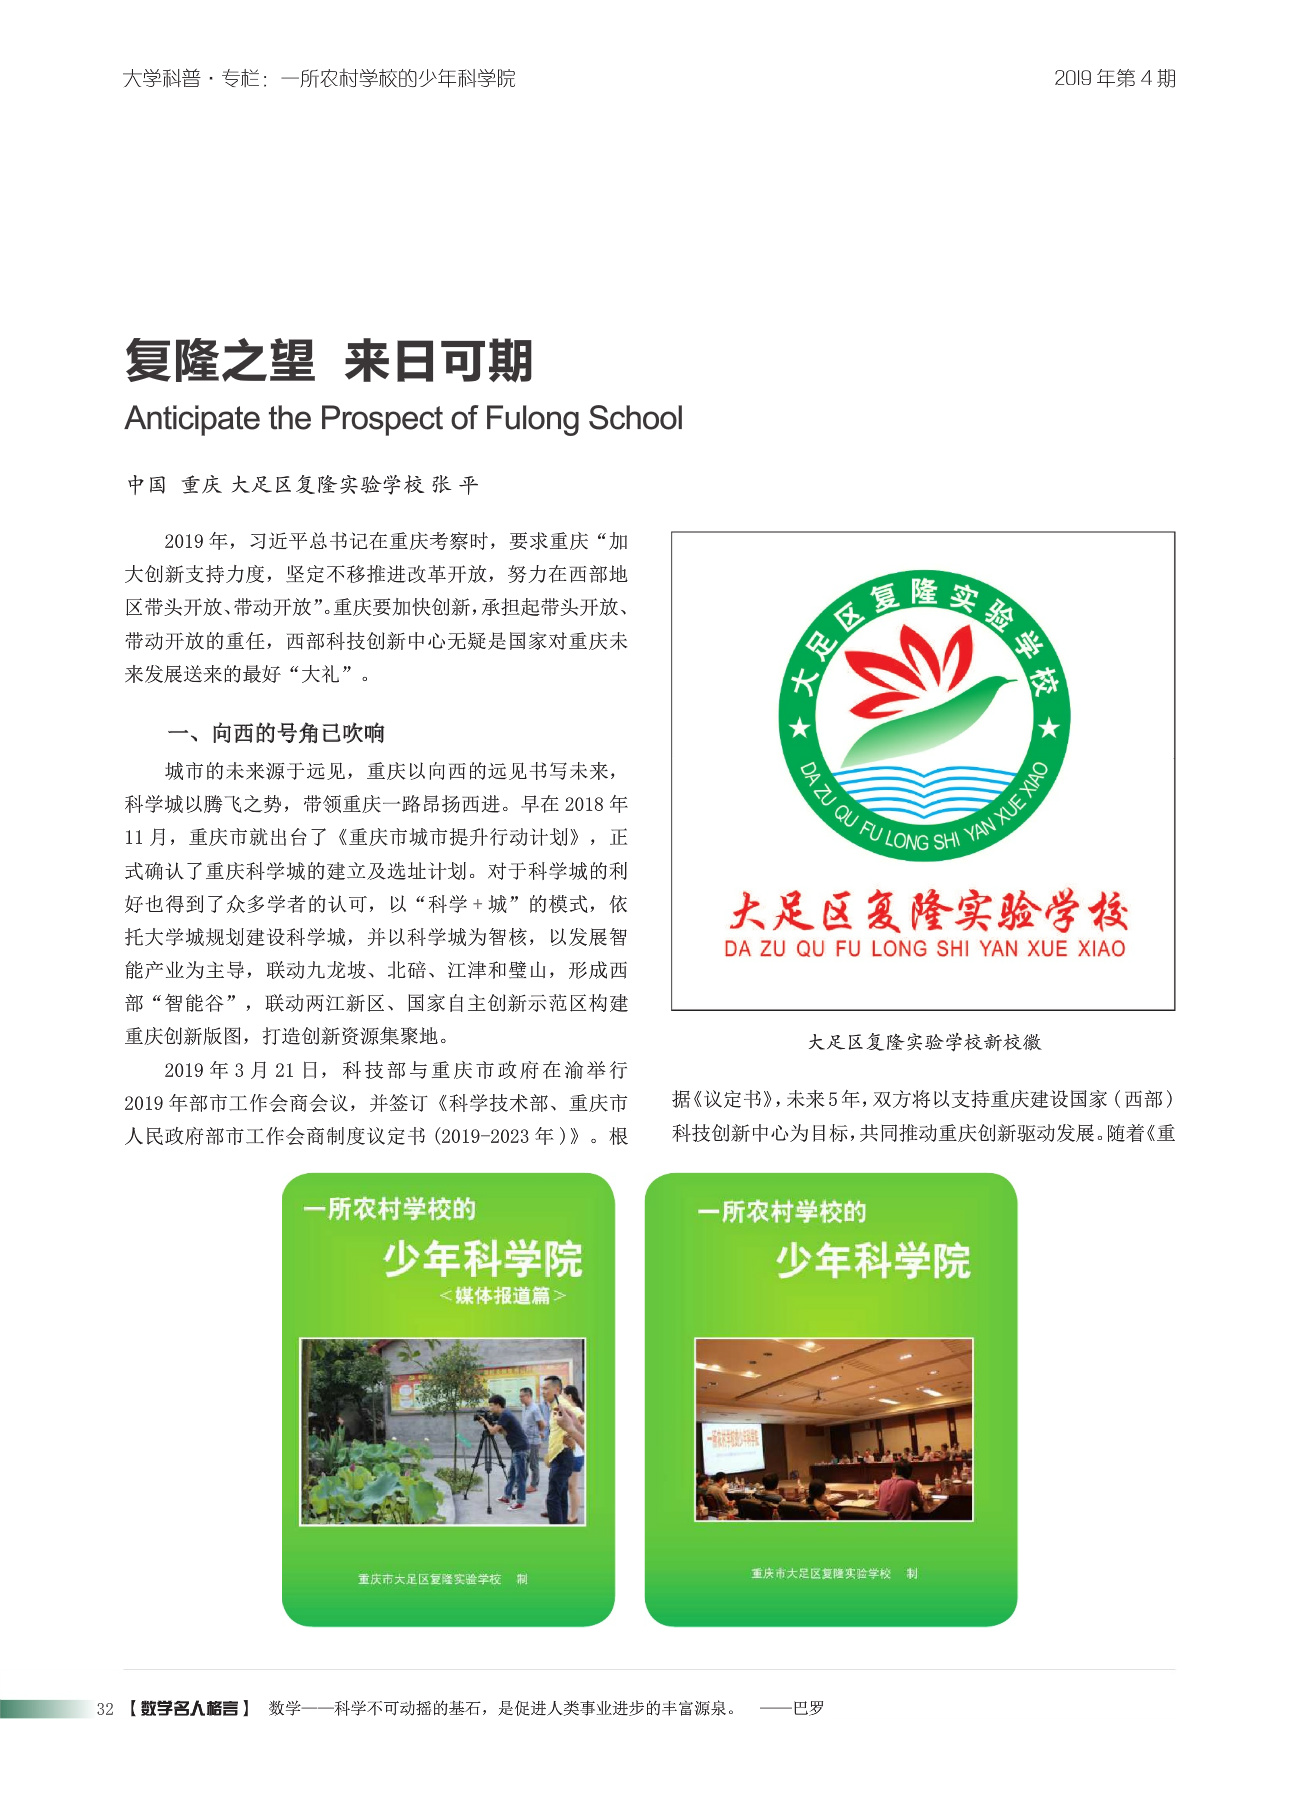 大学科普·专栏：一所农村学校的少年科学院
2019 年第 4 期
复隆之望 来日可期
Anticipate the Prospect of Fulong School
中国 重庆 大足区复隆实验学校 张 平
2019 年，习近平总书记在重庆考察时，要求重庆“加
大创新支持力度，坚定不移推进改革开放，努力在西部地
区带头开放、带动开放”。重庆要加快创新，承担起带头开放、
带动开放的重任，西部科技创新中心无疑是国家对重庆未
来发展送来的最好“大礼”。
一、向西的号角已吹响
城市的未来源于远见，重庆以向西的远见书写未来，
科学城以腾飞之势，带领重庆一路昂扬西进。早在 2018 年
11 月，重庆市就出台了《重庆市城市提升行动计划》，正
式确认了重庆科学城的建立及选址计划。对于科学城的利
好也得到了众多学者的认可，以“科学 + 城”的模式，依
托大学城规划建设科学城，并以科学城为智核，以发展智
能产业为主导，联动九龙坡、北碚、江津和璧山，形成西
部“智能谷”，联动两江新区、国家自主创新示范区构建
重庆创新版图，打造创新资源集聚地。
2019 年 3 月 21 日，科技部与重庆市政府在渝举行
2019 年部市工作会商会议，并签订《科学技术部、重庆市
人民政府部市工作会商制度议定书 (2019-2023 年 )》。根
大足区复隆实验学校
DA ZU QU FU LONG SHI YAN XUE XIAO
大足区复隆实验学校
DA ZU QU FU LONG SHI YAN XUE XIAO
大足区复隆实验学校新校徽
据《议定书》，未来 5 年，双方将以支持重庆建设国家（西部）
科技创新中心为目标，共同推动重庆创新驱动发展。随着《重
一所农村学校的
少年科学院
<媒体报道篇>
重庆市大足区复隆实验学校 制
一所农村学校的
少年科学院
一所农村学校的少年科学院
重庆市大足区复隆实验学校 制
32 【数学名人格言】 数学——科学不可动摇的基石，是促进人类事业进步的丰富源泉。 ——巴罗